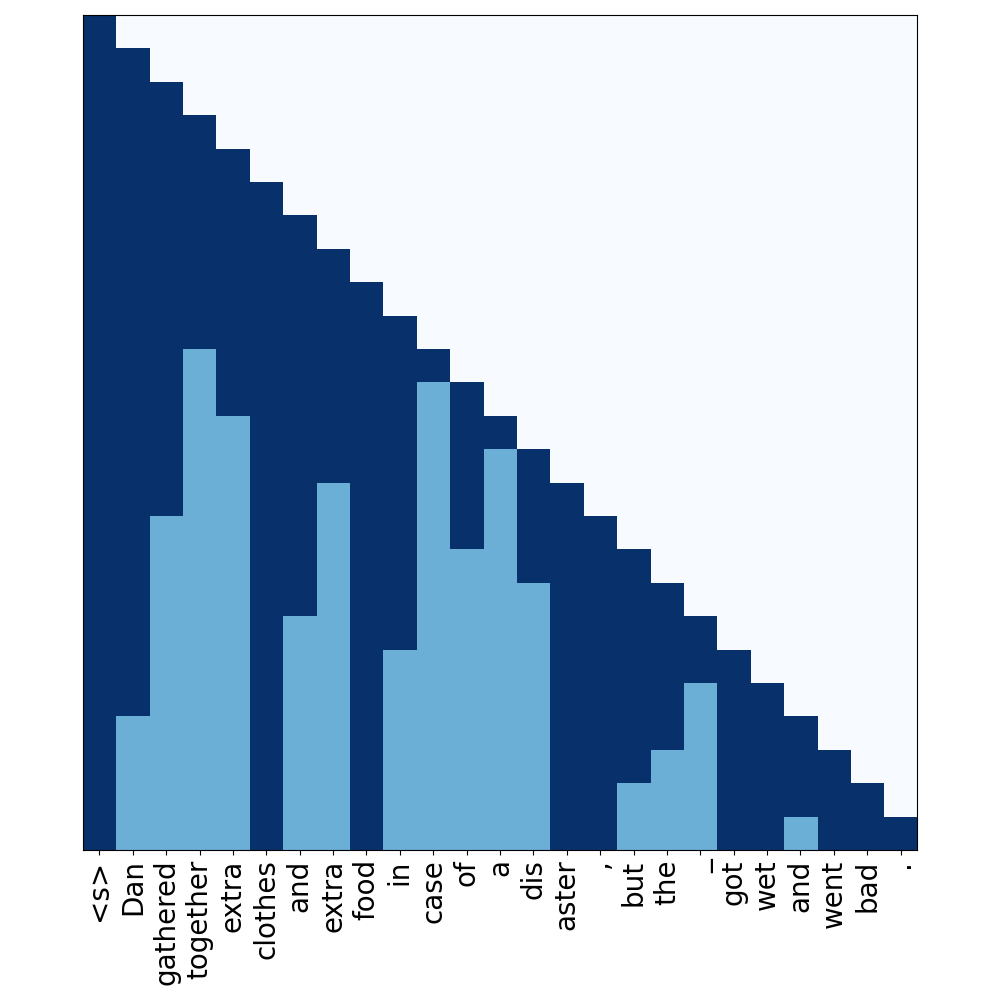 <s> Dan gathered together extra clothes and extra food in case of a dis aster , but the _ got wet and went bad .